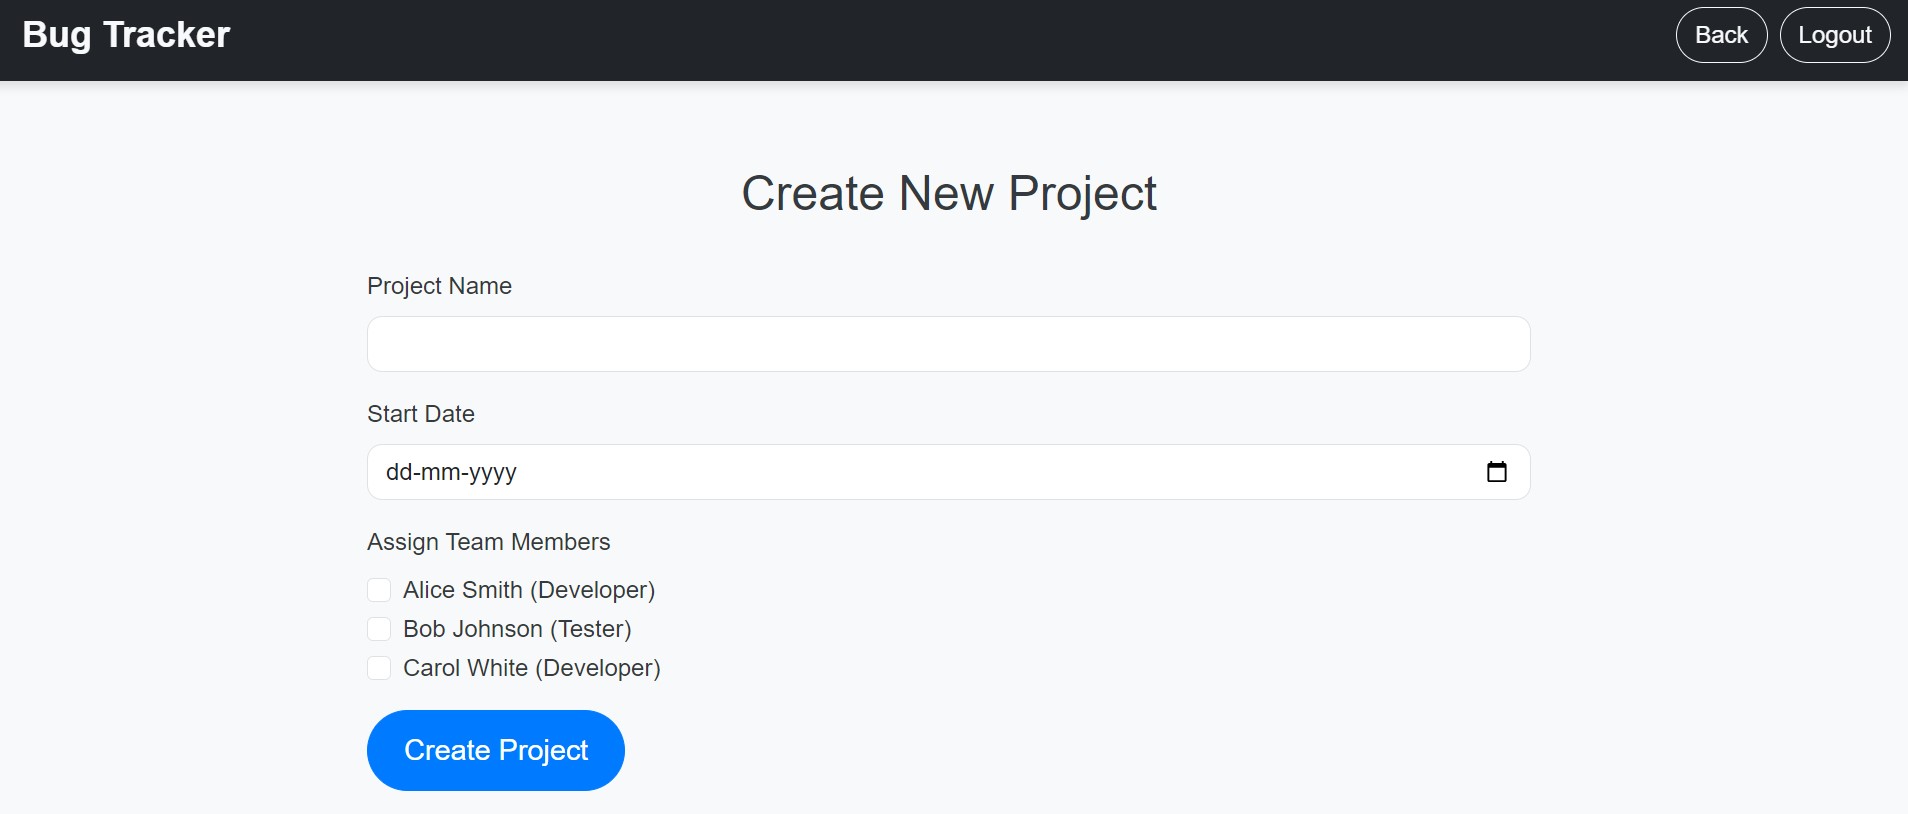 Bug Tracker Back Logout
Create New Project
Project Name
Start Date
dd-mm-yyyy
Assign Team Members
Alice Smith (Developer)
Bob Johnson (Tester)
Carol White (Developer)
Create Project